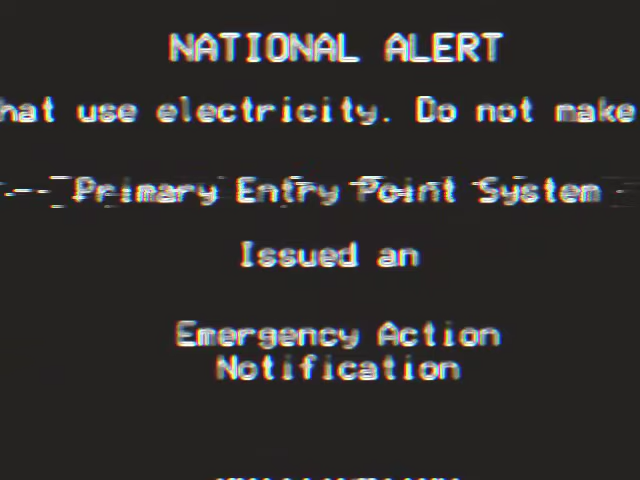 NATIONAL ALERT
hat use electricity. Do not make
Primary Entry Point System
Issued an
Emergency Action
Notification